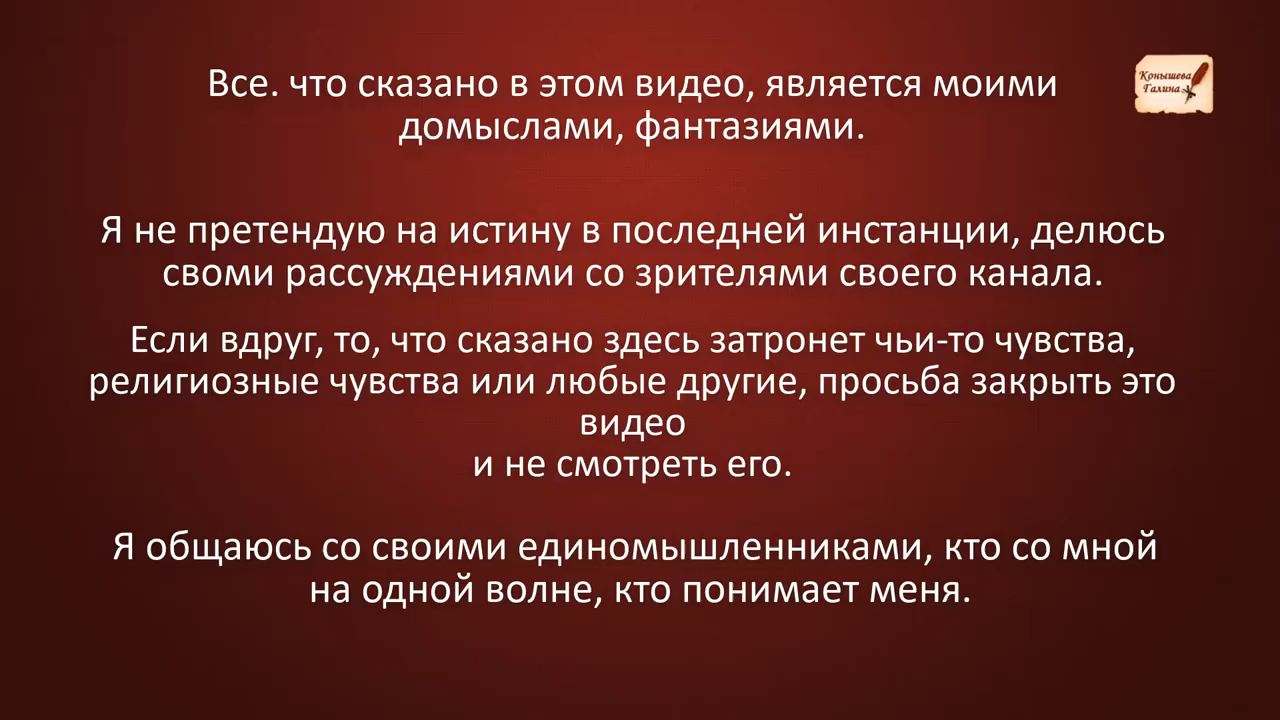 Все. что сказано в этом видео, является моими
домыслами, фантазиями.
Конышева
Галина
Я не претендую на истину в последней инстанции, делюсь
свому рассуждениями со зрителями своего канала.
Если вдруг, то, что сказано здесь затронет чьи-то чувства,
религиозные чувства или любые другие, просьба закрыть это
видео
и не смотреть его.
Я общаюсь со своими единомышленниками, кто со мной
на одной волне, кто понимает меня.